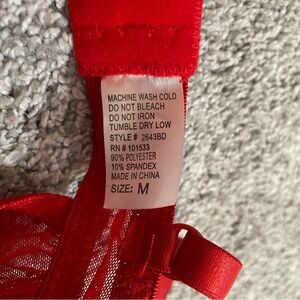 MACHINE WASH COLD
DO NOT BLEACH
DO NOT IRON
TUMBLE DRY LOW
STYLE # 2643BD
RN # 101533
90% POLYESTER
10% SPANDEX
MADE IN CHINA
SIZE: M